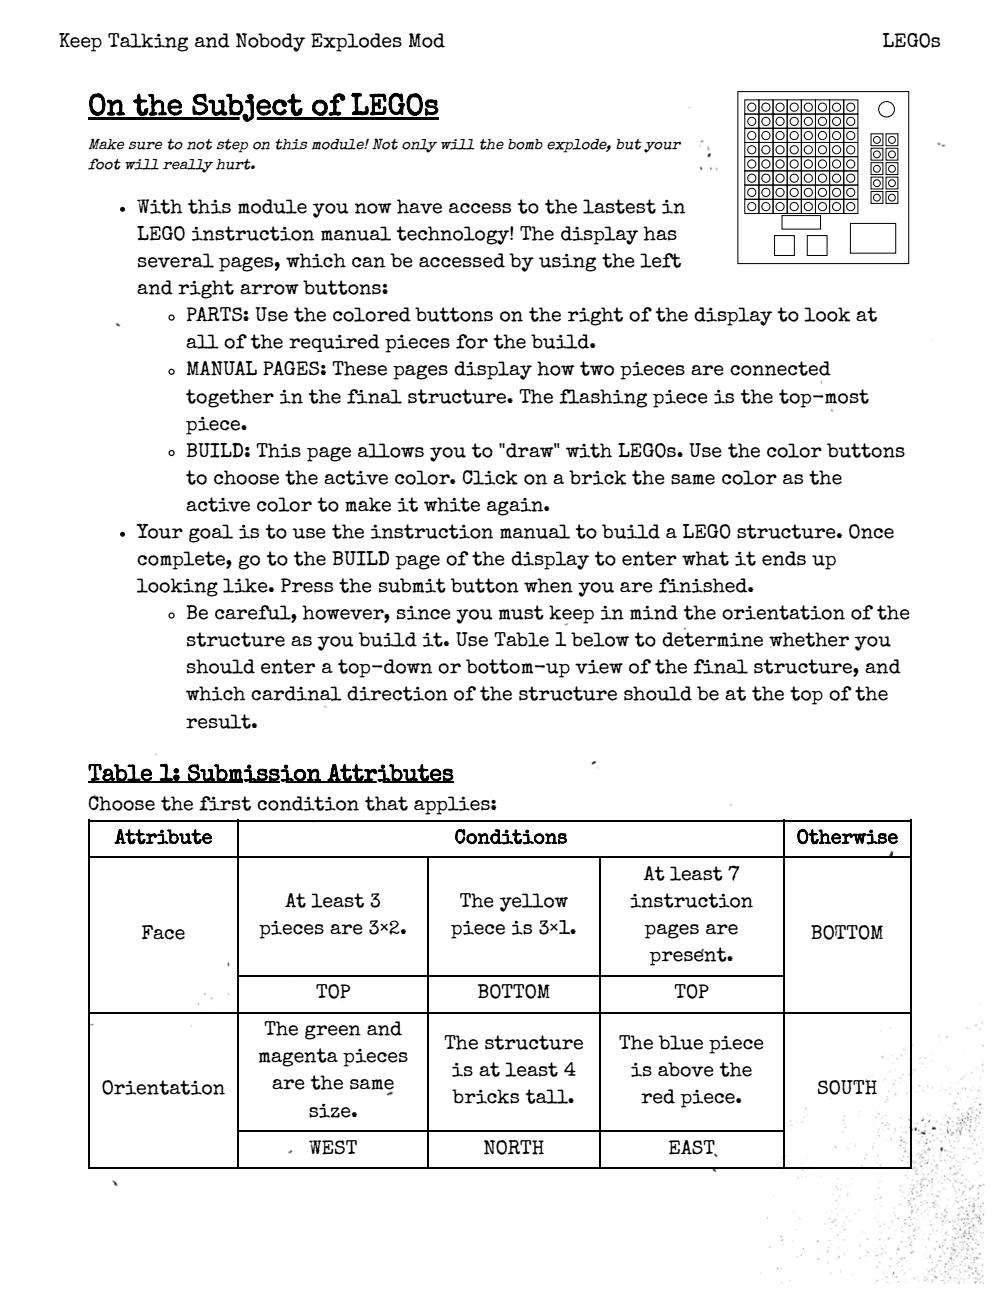 Keep Talking and Nobody Explodes Mod LEGOs
On the Subject of LEGOs
Make sure to not step on this module! Not only will the bomb explode, but your
foot will really hurt.
• With this module you now have access to the lastest in
LEGO instruction manual technology! The display has
several pages, which can be accessed by using the left
and right arrow buttons:
◦ PARTS: Use the colored buttons on the right of the display to look at
all of the required pieces for the build.
◦ MANUAL PAGES: These pages display how two pieces are connected
together in the final structure. The flashing piece is the top-most
piece.
◦ BUILD: This page allows you to "draw" with LEGOs. Use the color buttons
to choose the active color. Click on a brick the same color as the
active color to make it white again.
• Your goal is to use the instruction manual to build a LEGO structure. Once
complete, go to the BUILD page of the display to enter what it ends up
looking like. Press the submit button when you are finished.
◦ Be careful, however, since you must keep in mind the orientation of the
structure as you build it. Use Table 1 below to determine whether you
should enter a top-down or bottom-up view of the final structure, and
which cardinal direction of the structure should be at the top of the
result.
Table 1: Submission Attributes
Choose the first condition that applies:
Attribute Conditions Otherwise
Face
At least 3
pieces are 3×2.
The yellow
piece is 3×1.
At least 7
instruction
pages are
present.
BOTTOM
TOP BOTTOM TOP
Orientation
The green and
magenta pieces
are the same
size.
The structure
is at least 4
bricks tall.
The blue piece
is above the
red piece.
SOUTH
WEST NORTH EAST